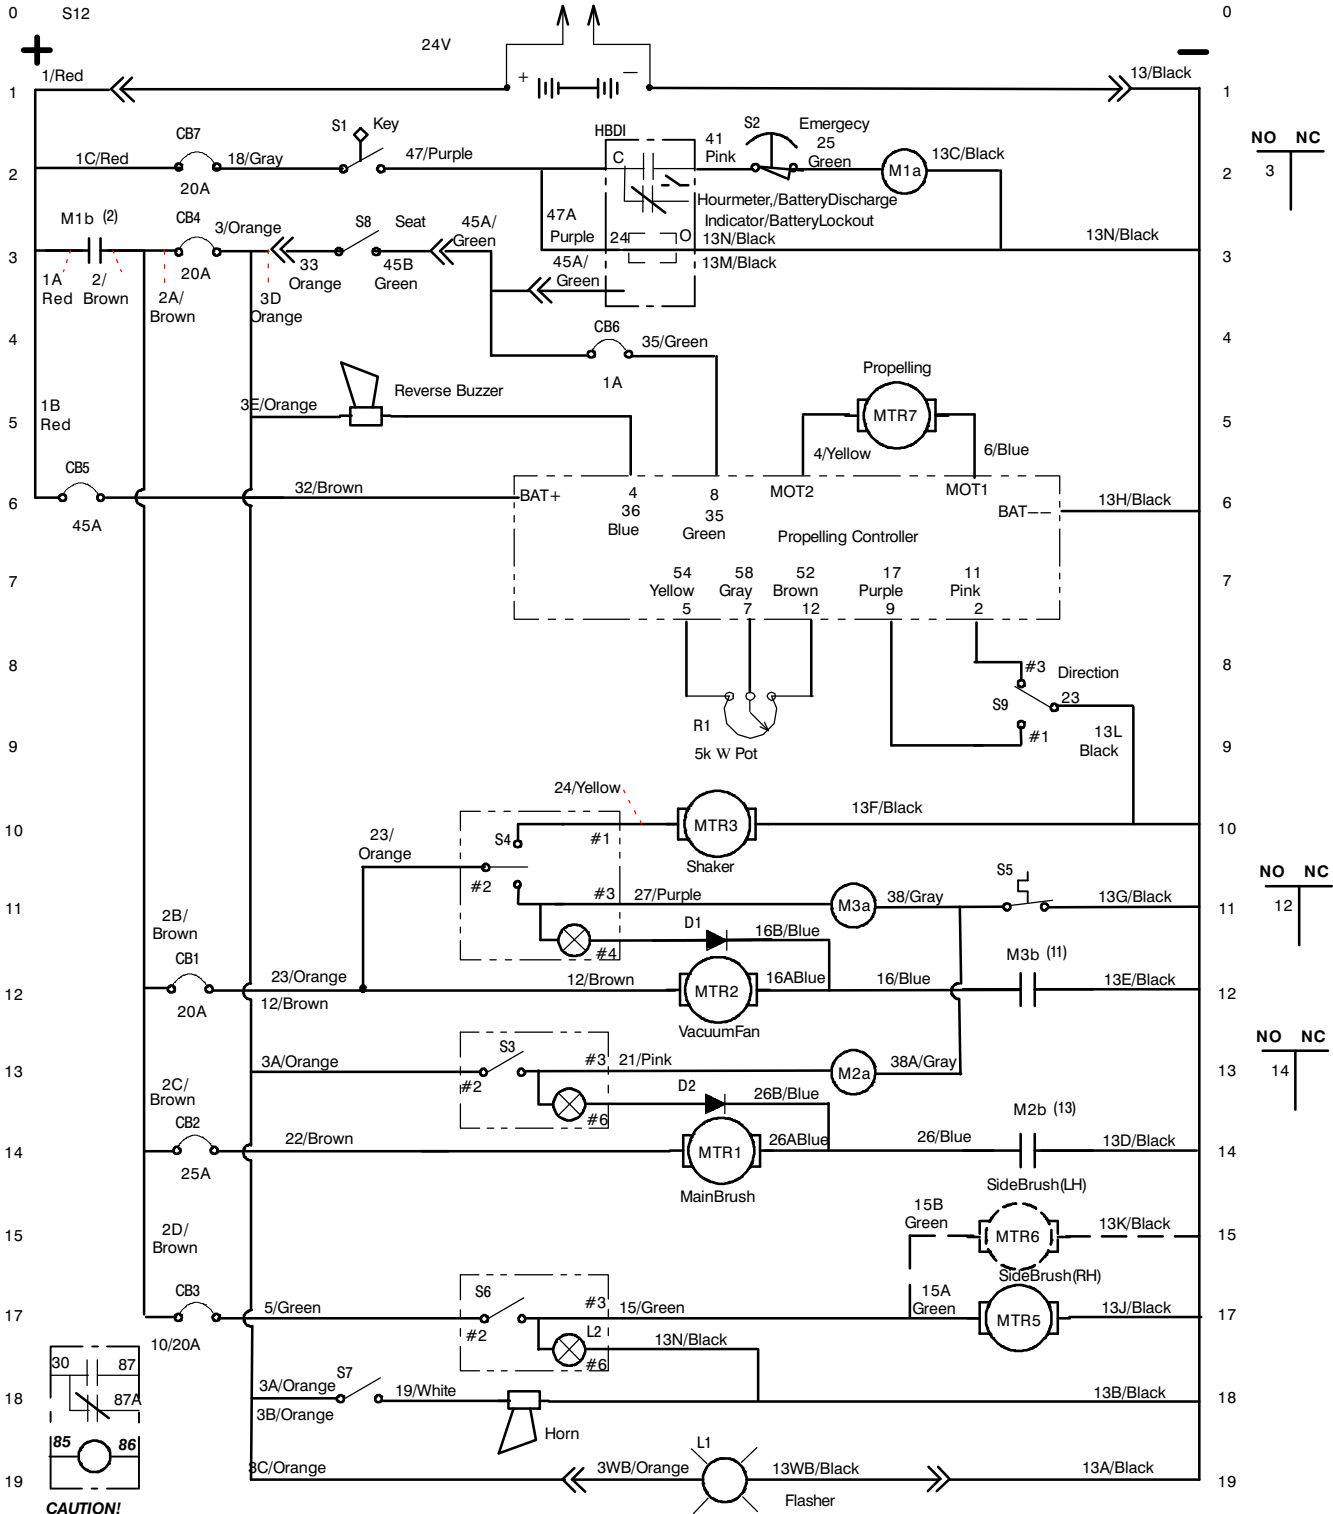 0 S12 0
24V
+ −
1/Red 13/Black
1 1
CB7 S1 Key HBDI 41 Pink S2 Emergecy 25 Green
NO NC
3
1C/Red 18/Gray 47/Purple C M1a 13C/Black
2 20A 2
Hourmeter,/BatteryDischarge
Indicator/BatteryLockout
M1b (2) CB4 3/Orange S8 Seat 45A/ Green 47A Purple 24 O 13N/Black 13N/Black
3 20A 33 Orange 45B Green 45A/ Green 13M/Black 3
1A Red 2/ Brown 2A/ Brown 3D Orange
4 CB6 35/Green 4
1A
Propelling
Reverse Buzzer
1B Red 3E/Orange MTR7
5 5
4/Yellow 6/Blue
CB5 32/Brown BAT+ 4 8 MOT2 MOT1 13H/Black
6 36 35 BAT−− 6
45A Blue Green Propelling Controller
7 54 58 52 17 11 7
Yellow Gray Brown Purple Pink
5 7 12 9 2
8 #3 Direction 8
R1 S9 23
9 5k W Pot #1 13L Black 9
24/Yellow
10 23/ Orange S4 #1 MTR3 13F/Black 10
Shaker
#2 S5 NO NC
11 #3 27/Purple M3a 38/Gray 13G/Black 11 12
2B/ Brown D1 16B/Blue
#4 M3b (11)
CB1 23/Orange 12/Brown MTR2 16ABlue 16/Blue 13E/Black
12 20A 12/Brown 12
VacuumFan
NO NC
3A/Orange S3 #3 21/Pink 38A/Gray
13 #2 M2a 13 14
2C/ Brown D2 26B/Blue
CB2 #6 M2b (13)
22/Brown MTR1 26ABlue 26/Blue 13D/Black
14 25A 14
MainBrush SideBrush(LH)
2D/ Brown 15B Green MTR6 13K/Black
15 15
SideBrush(RH)
CB3 5/Green S6 #3 15/Green 15A Green MTR5 13J/Black
17 #2 17
10/20A L2 13N/Black
#6
30 87
S7
18 87A 3A/Orange 19/White 13B/Black 18
3B/Orange
85 86 Horn
L1
19 3C/Orange 3WB/Orange 13WB/Black 13A/Black 19
Flasher
CAUTION!